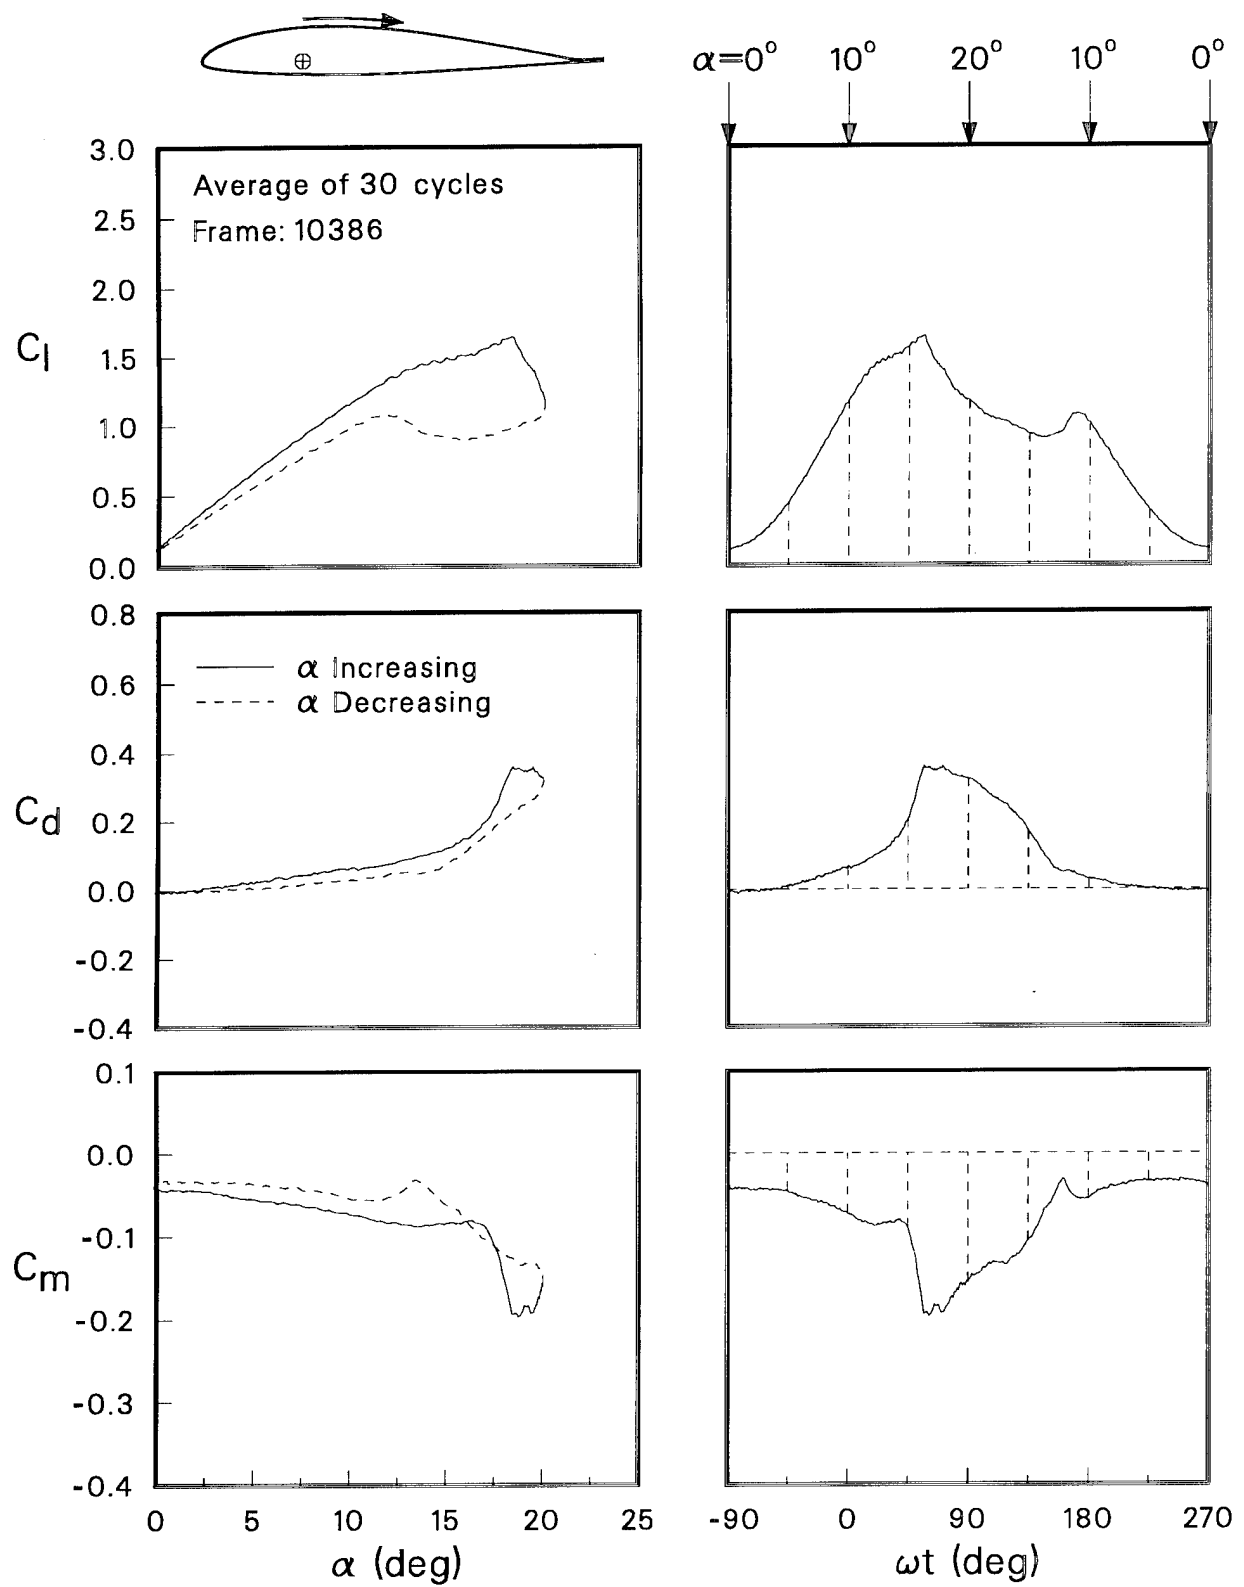 α=0° 10° 20° 10° 0°
3.0
Average of 30 cycles
2.5
Frame: 10386
2.0
Cl
1.5
1.0
0.5
0.0
0.8
α Increasing
0.6
α Decreasing
0.4
Cd
0.2
0.0
-0.2
-0.4
0.1
0.0
-0.1
Cm
-0.2
-0.3
-0.4
0 5 10 15 20 25
α (deg)
-90 0 90 180 270
ωt (deg)